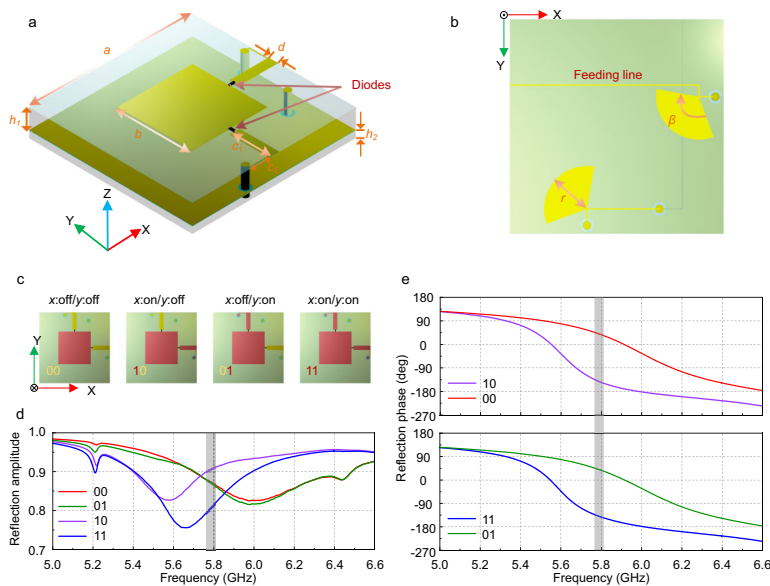 a
a
d
Diodes
h1
b
c1
c2
h2
Z
Y
X
b
X
Y
Feeding line
β
r
c
x:off/y:off
x:on/y:off
x:off/y:on
x:on/y:on
Y
X
00
10
01
11
d
Reflection amplitude
1.0
0.9
0.8
0.7
00
01
10
11
5.0 5.2 5.4 5.6 5.8 6.0 6.2 6.4 6.6
Frequency (GHz)
e
Reflection phase (deg)
180
90
0
-90
-180
-270
10
00
180
90
0
-90
-180
-270
11
01
5.0 5.2 5.4 5.6 5.8 6.0 6.2 6.4 6.6
Frequency (GHz)